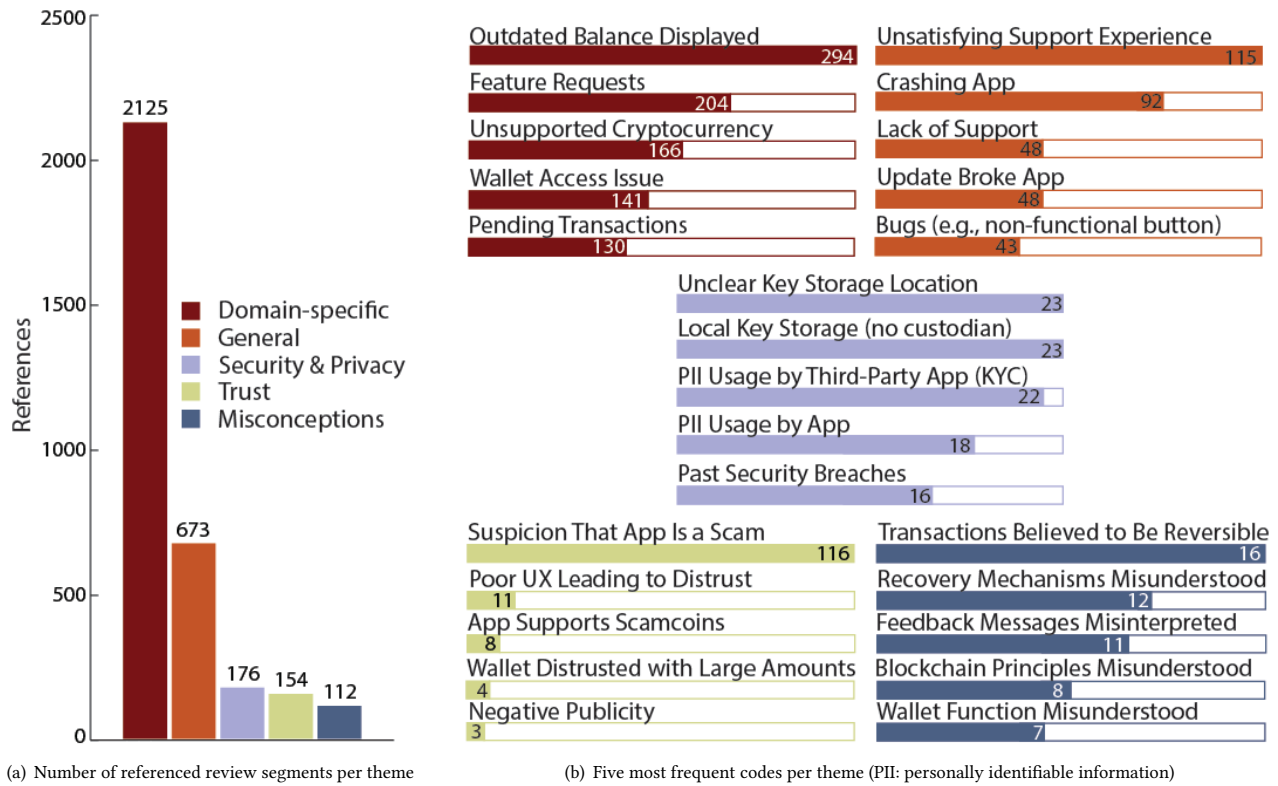 2500
2125
2000
1500
Domain-specific
General
Security & Privacy
Trust
Misconceptions
References
1000
673
500
176
154
112
0
(a) Number of referenced review segments per theme
Outdated Balance Displayed
294
Feature Requests
204
Unsupported Cryptocurrency
166
Wallet Access Issue
141
Pending Transactions
130
Unsatisfying Support Experience
115
Crashing App
92
Lack of Support
48
Update Broke App
48
Bugs (e.g., non-functional button)
43
Unclear Key Storage Location
23
Local Key Storage (no custodian)
23
PII Usage by Third-Party App (KYC)
22
PII Usage by App
18
Past Security Breaches
16
Suspicion That App Is a Scam
116
Poor UX Leading to Distrust
11
App Supports Scamcoins
8
Wallet Distrusted with Large Amounts
4
Negative Publicity
3
Transactions Believed to Be Reversible
16
Recovery Mechanisms Misunderstood
12
Feedback Messages Misinterpreted
11
Blockchain Principles Misunderstood
8
Wallet Function Misunderstood
7
(b) Five most frequent codes per theme (PII: personally identifiable information)